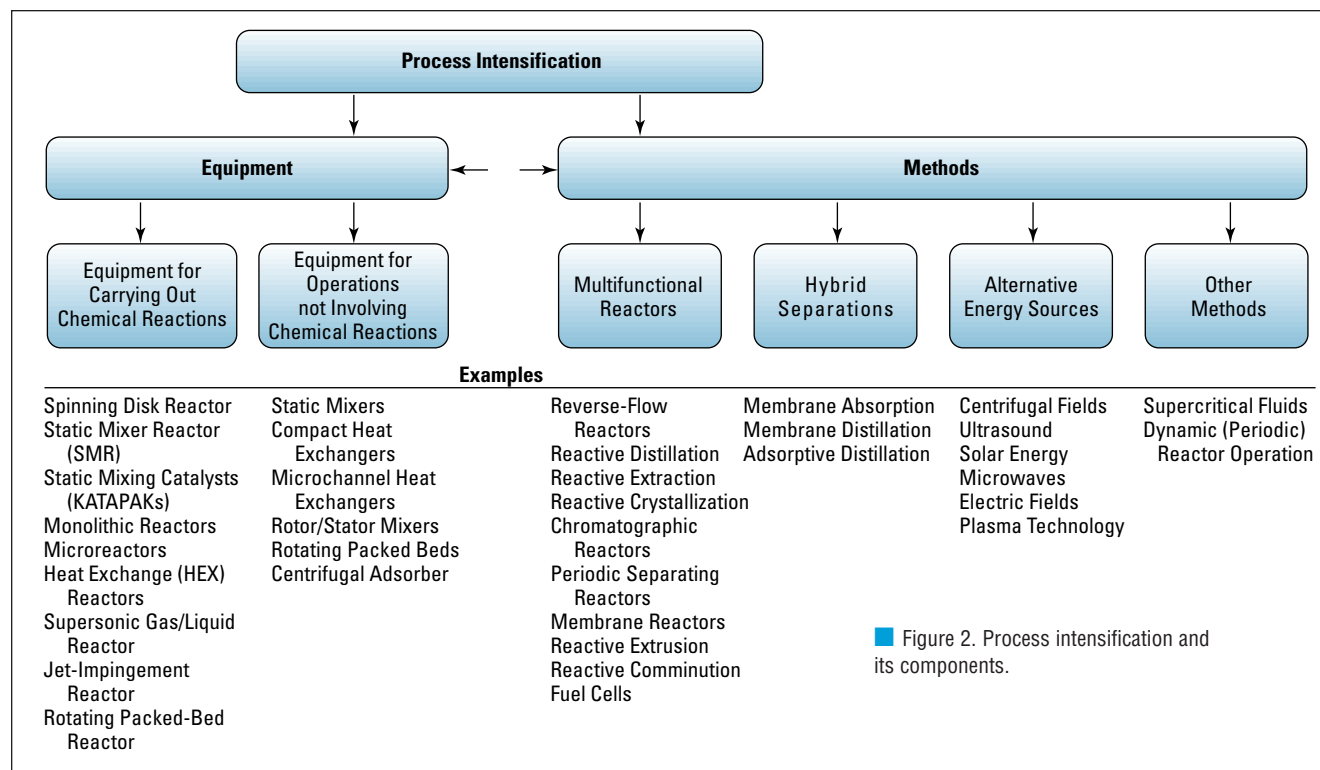 Process Intensification
Equipment
Methods
Equipment for
Carrying Out
Chemical Reactions
Equipment for
Operations
not Involving
Chemical Reactions
Multifunctional
Reactors
Hybrid
Separations
Alternative
Energy Sources
Other
Methods
Examples
Spinning Disk Reactor
Static Mixer Reactor
(SMR)
Static Mixing Catalysts
(KATAPAKs)
Monolithic Reactors
Microreactors
Heat Exchange (HEX)
Reactors
Supersonic Gas/Liquid
Reactor
Jet-Impingement
Reactor
Rotating Packed-Bed
Reactor
Static Mixers
Compact Heat
Exchangers
Microchannel Heat
Exchangers
Rotor/Stator Mixers
Rotating Packed Beds
Centrifugal Adsorber
Reverse-Flow
Reactors
Reactive Distillation
Reactive Extraction
Reactive Crystallization
Chromatographic
Reactors
Periodic Separating
Reactors
Membrane Reactors
Reactive Extrusion
Reactive Comminution
Fuel Cells
Membrane Absorption
Membrane Distillation
Adsorptive Distillation
Centrifugal Fields
Ultrasound
Solar Energy
Microwaves
Electric Fields
Plasma Technology
Supercritical Fluids
Dynamic (Periodic)
Reactor Operation
Figure 2. Process intensification and
its components.